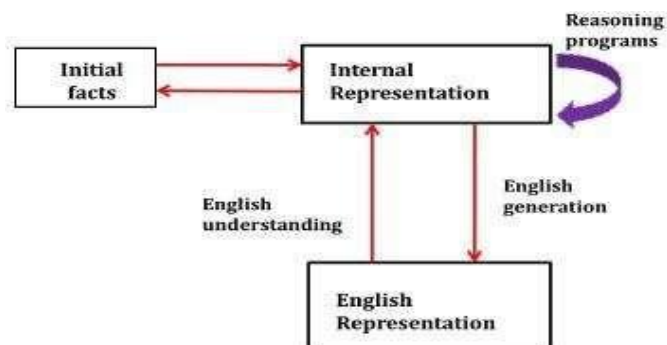 Reasoning
programs
Initial
facts
Internal
Representation
English
understanding
English
generation
English
Representation